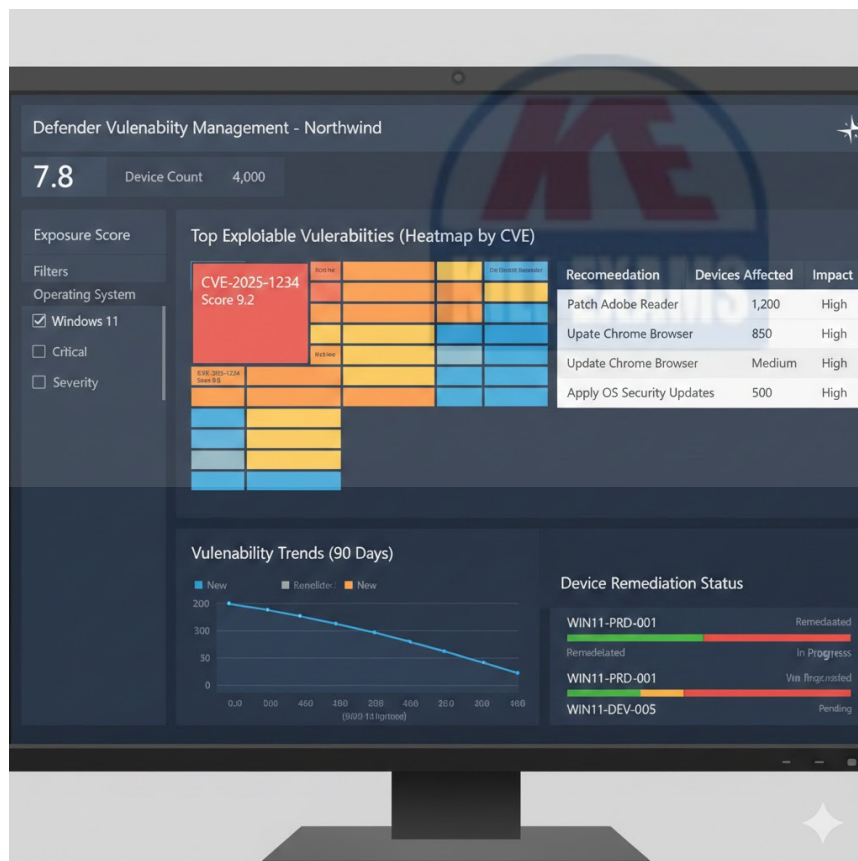 Defender Vulenabiity Management - Northwind
7.8
Device Count 4,000
Exposure Score
Filters
Operating System
Windows 11
Critical
Severity
Top Exploiable Vulerabiities (Heatmap by CVE)
CVE-2025-1234
Score 9.2
Recomeedation Devices Affected Impact
Patch Adobe Reader 1,200 High
Upate Chrome Browser 850 High
Update Chrome Browser Medium High
Apply OS Security Updates 500 High
KILL EXAMS
Vulenability Trends (90 Days)
New New
200
300
50
0
Device Remediation Status
WIN11-PRD-001 Remedaated
Remedelated In Progresss
WIN11-PRD-001
WIN11-DEV-005 Pending